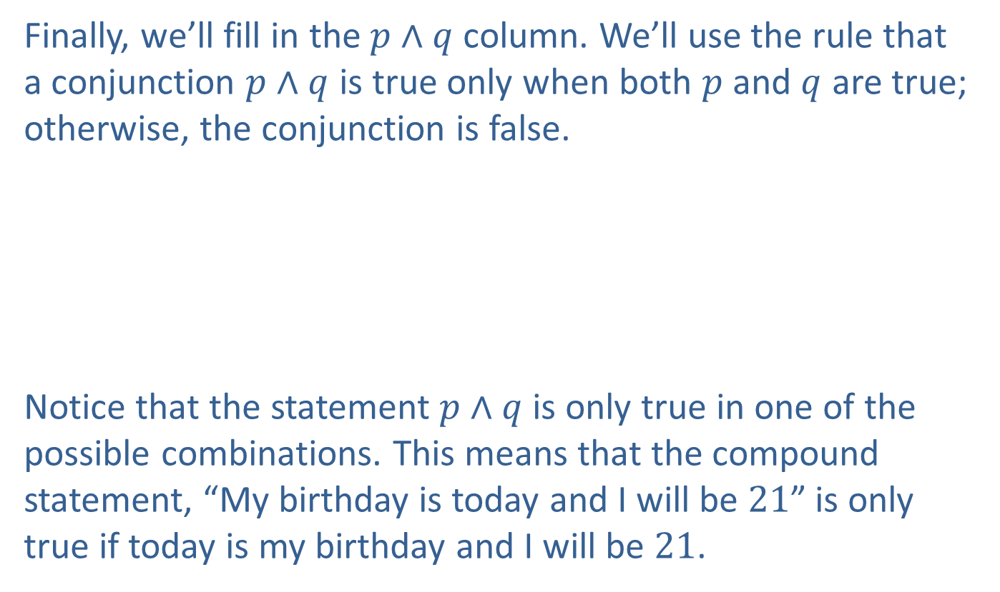 Finally, we’ll fill in the p ∧ q column. We’ll use the rule that
a conjunction p ∧ q is true only when both p and q are true;
otherwise, the conjunction is false.
Notice that the statement p ∧ q is only true in one of the
possible combinations. This means that the compound
statement, “My birthday is today and I will be 21” is only
true if today is my birthday and I will be 21.